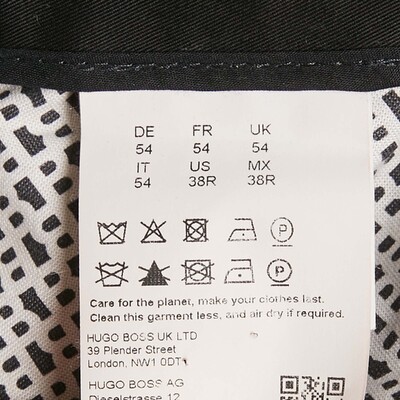 DE FR UK
54 54 54
IT US MX
54 38R 38R
P
P
Care for the planet, make your clothes last.
Clean this garment less, and air dry if required.
HUGO BOSS UK LTD
39 Plender Street
London, NW1 0DT
HUGO BOSS AG
Dieselstrasse 12